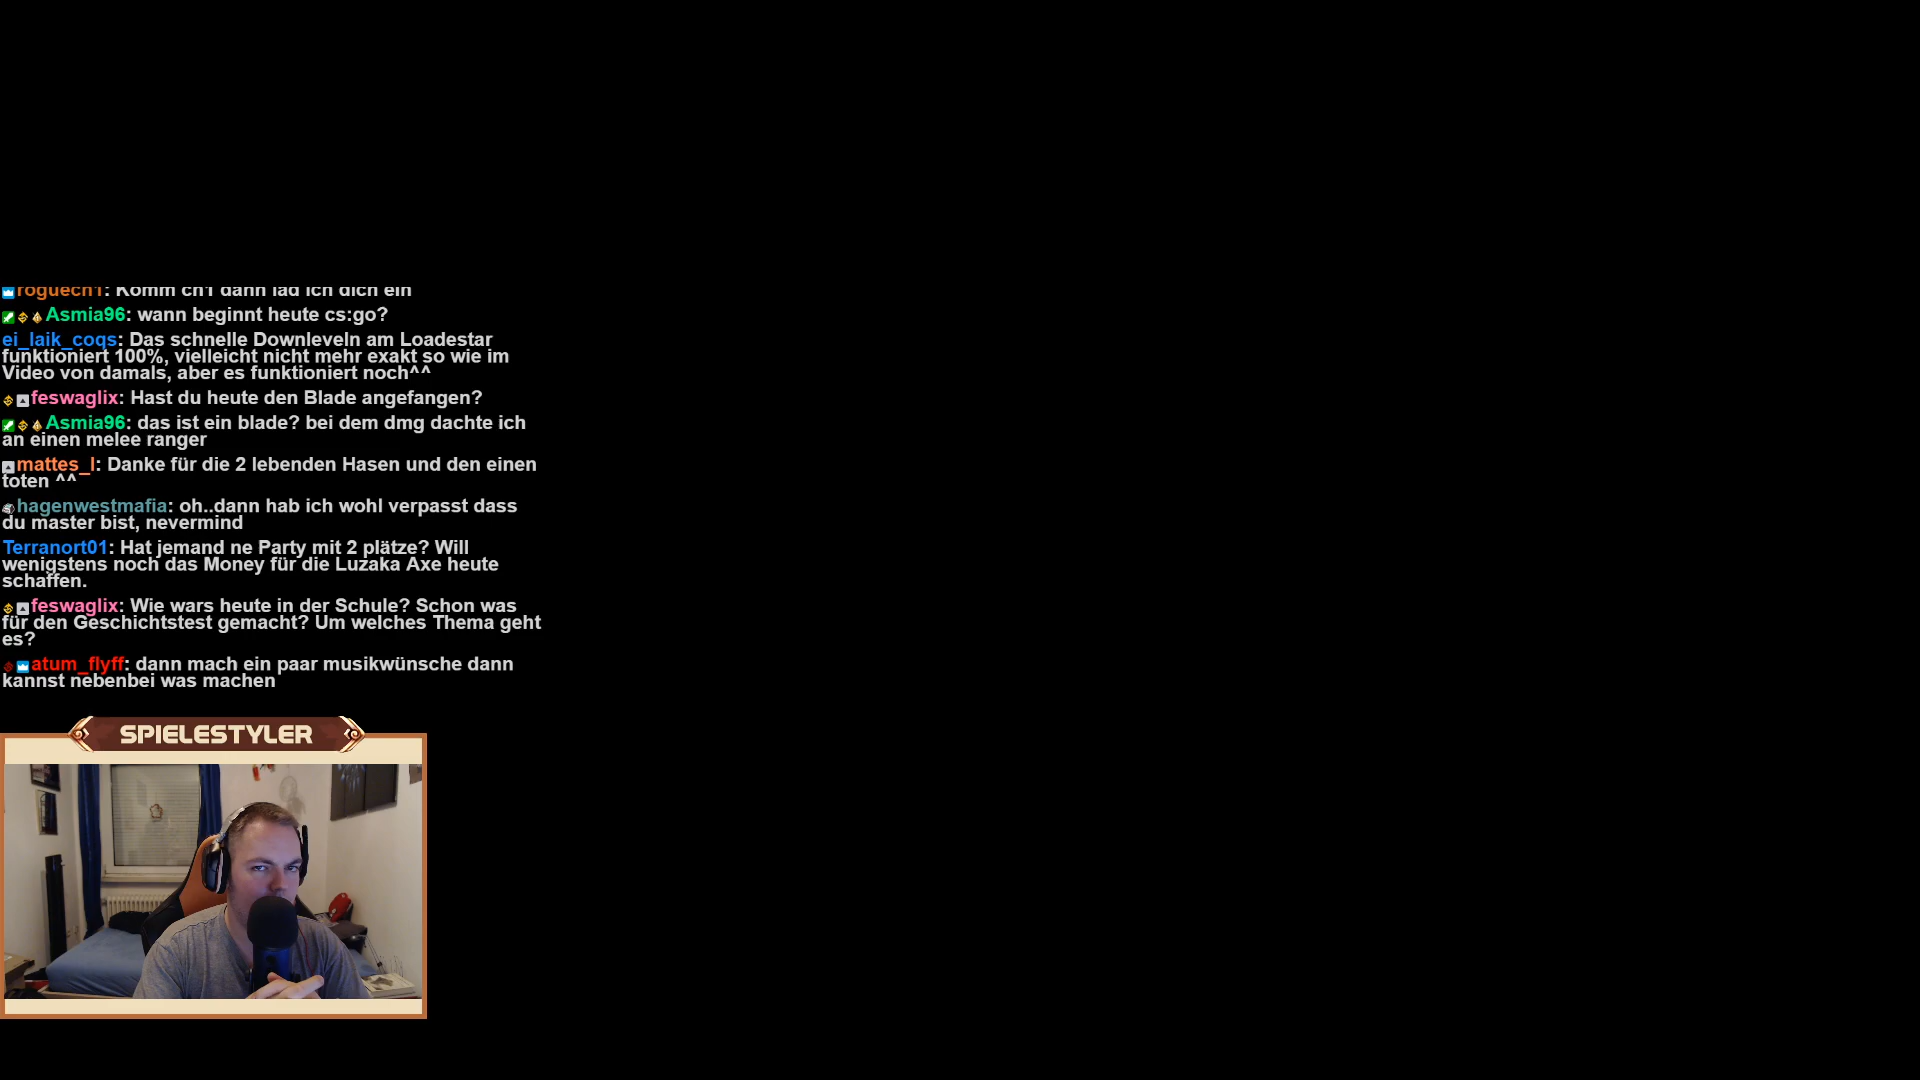 roguech1: Komm ch1 dann lad ich dich ein
Asmia96: wann beginnt heute cs:go?
ei_laik_coqs: Das schnelle Downleveln am Loadestar
funktioniert 100%, vielleicht nicht mehr exakt so wie im
Video von damals, aber es funktioniert noch^^
feswaglix: Hast du heute den Blade angefangen?
Asmia96: das ist ein blade? bei dem dmg dachte ich
an einen melee ranger
mattes_l: Danke für die 2 lebenden Hasen und den einen
toten ^^
hagenwestmafia: oh..dann hab ich wohl verpasst dass
du master bist, nevermind
Terranort01: Hat jemand ne Party mit 2 plätze? Will
wenigstens noch das Money für die Luzaka Axe heute
schaffen.
feswaglix: Wie wars heute in der Schule? Schon was
für den Geschichtstest gemacht? Um welches Thema geht
es?
atum_flyff: dann mach ein paar musikwünsche dann
kannst nebenbei was machen
SPIELESTYLER